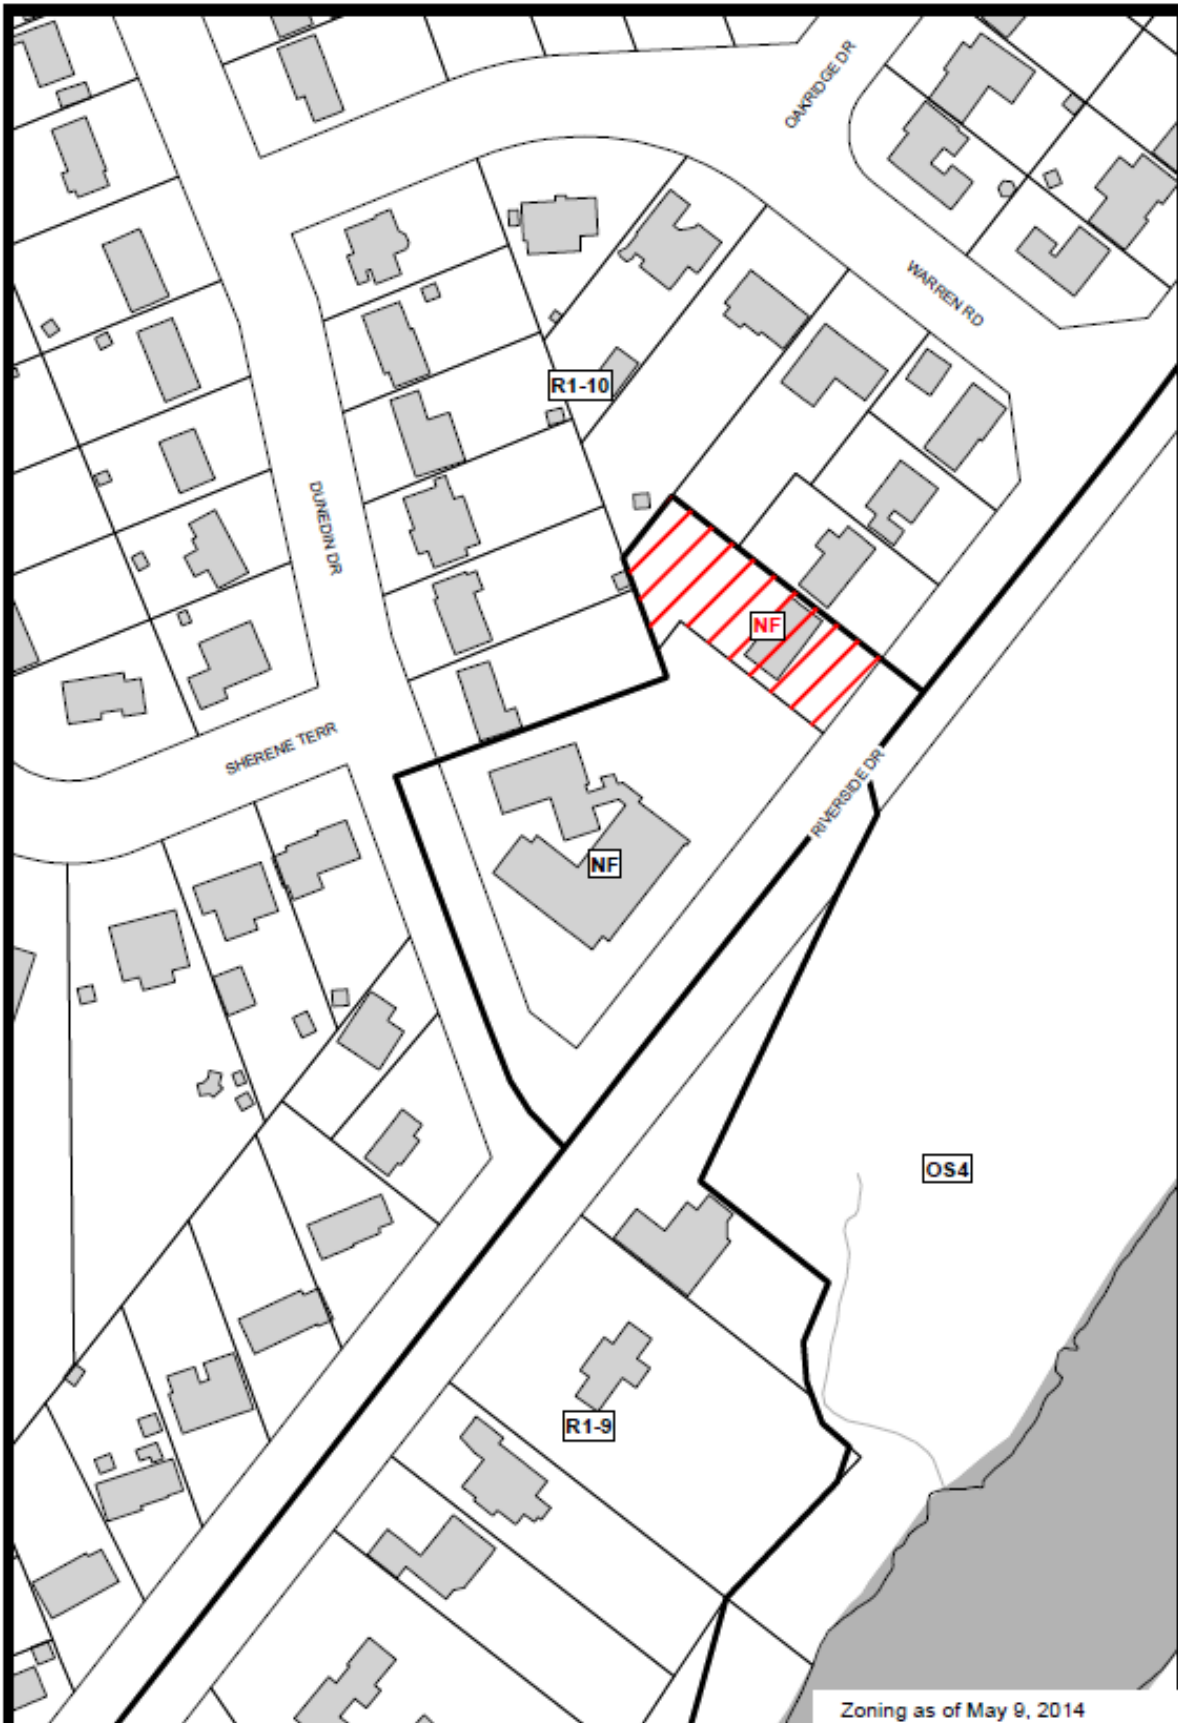 OAKRIDGE DR
WARREN RD
R1-10
DUNEDIN DR
NF
SHERENE TERR
RIVERSIDE DR
NF
OS4
R1-9
Zoning as of May 9, 2014